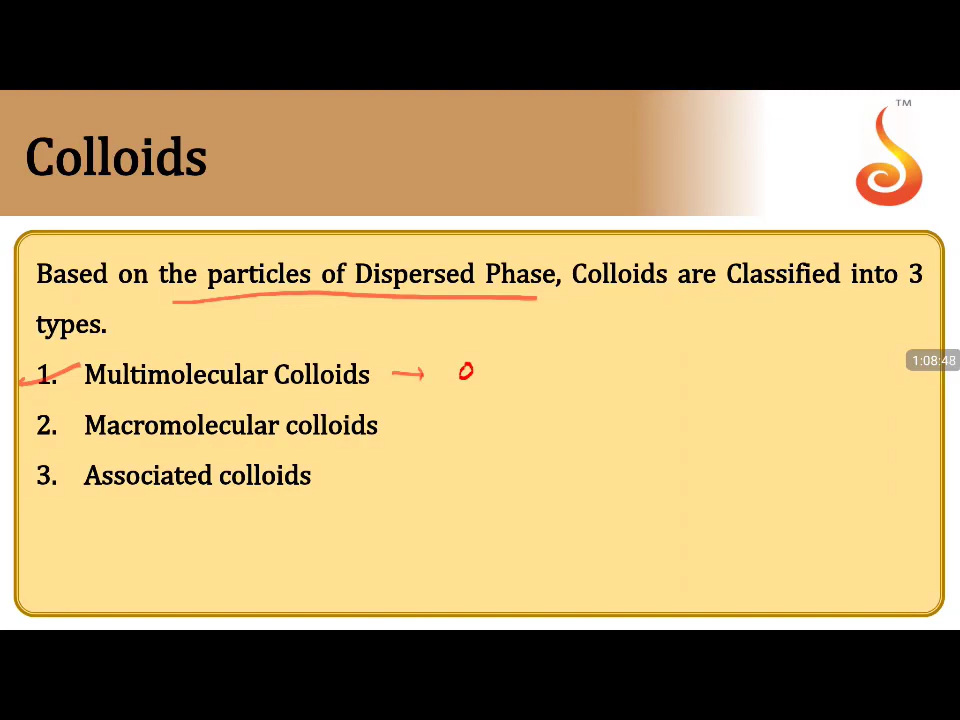 TM
Colloids
Based on the particles of Dispersed Phase, Colloids are Classified into 3
types.
1. Multimolecular Colloids → o
2. Macromolecular colloids
3. Associated colloids
1:08:48